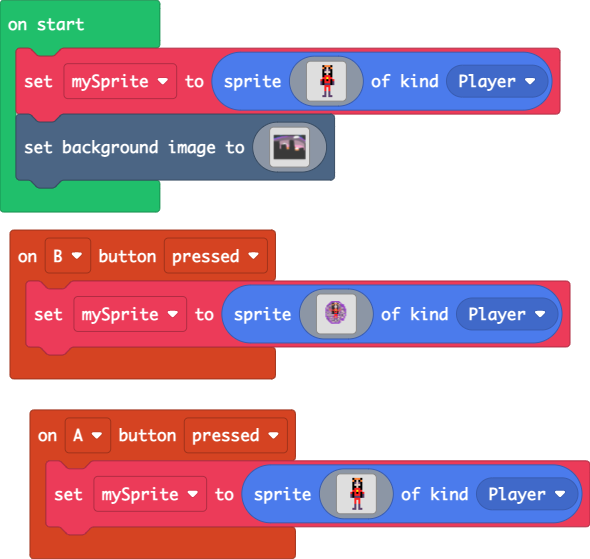 on start
set mySprite to sprite of kind Player
set background image to
on B button pressed
set mySprite to sprite of kind Player
on A button pressed
set mySprite to sprite of kind Player